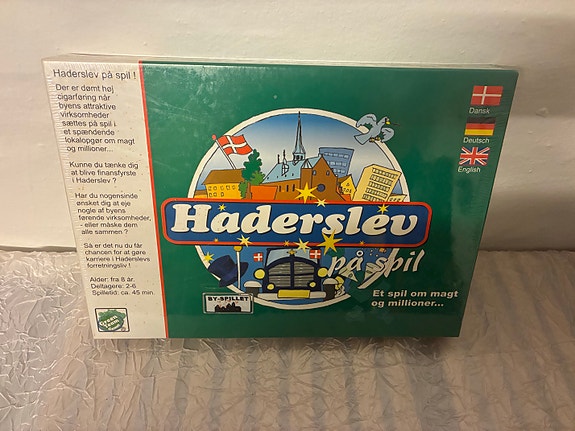 Haderslev på spil !
Der er dømt høj
cigarføring når
byens attraktive
virksomheder
sættes på spil i
et spændende
lokalopgør om magt
og millioner...
Kunne du tænke dig
at blive finansfyrste
i Haderslev ?
Har du nogensinde
ønsket dig at eje
nogle af byens
førende virksomheder,
- eller måske dem
alle sammen ?
Så er det nu du får
chancen for at gøre
karriere i Haderslevs
forretningsliv !
Alder: fra 8 år.
Deltagere: 2-6
Spilletid: ca. 45 min.
Haderslev
på spil
Et spil om magt
og millioner...
BY-SPILLET
Dansk
Deutsch
English